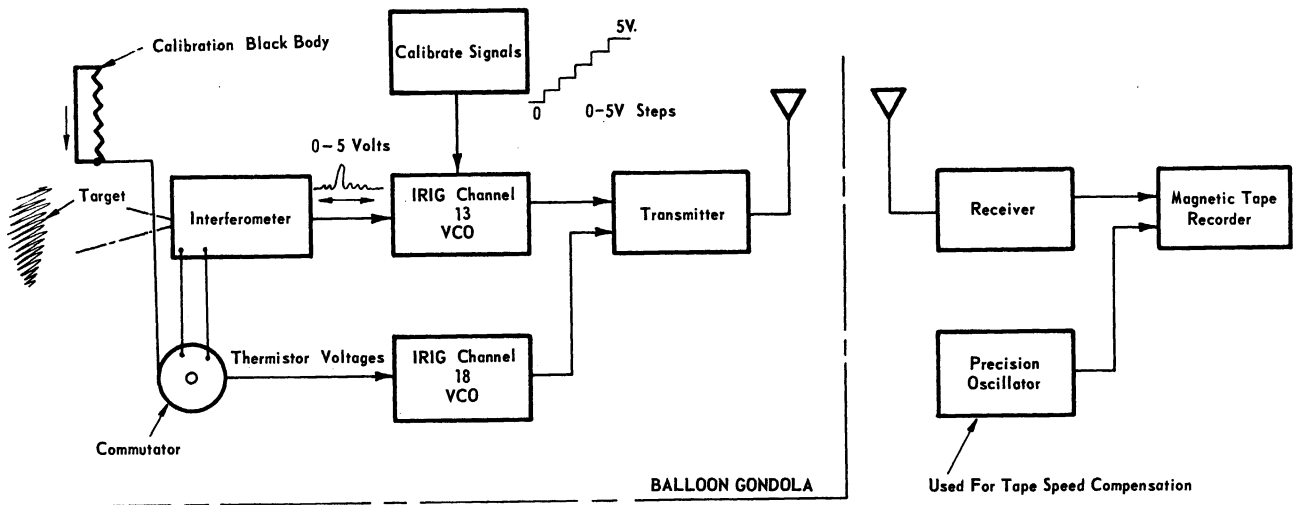 Calibration Black Body
Calibrate Signals
5V.
0
0-5V Steps
0-5 Volts
Target
Interferometer
IRIG Channel
13
VCO
Transmitter
Receiver
Magnetic Tape
Recorder
Thermistor Voltages
IRIG Channel
18
VCO
Precision
Oscillator
Commutator
BALLOON GONDOLA
Used For Tape Speed Compensation